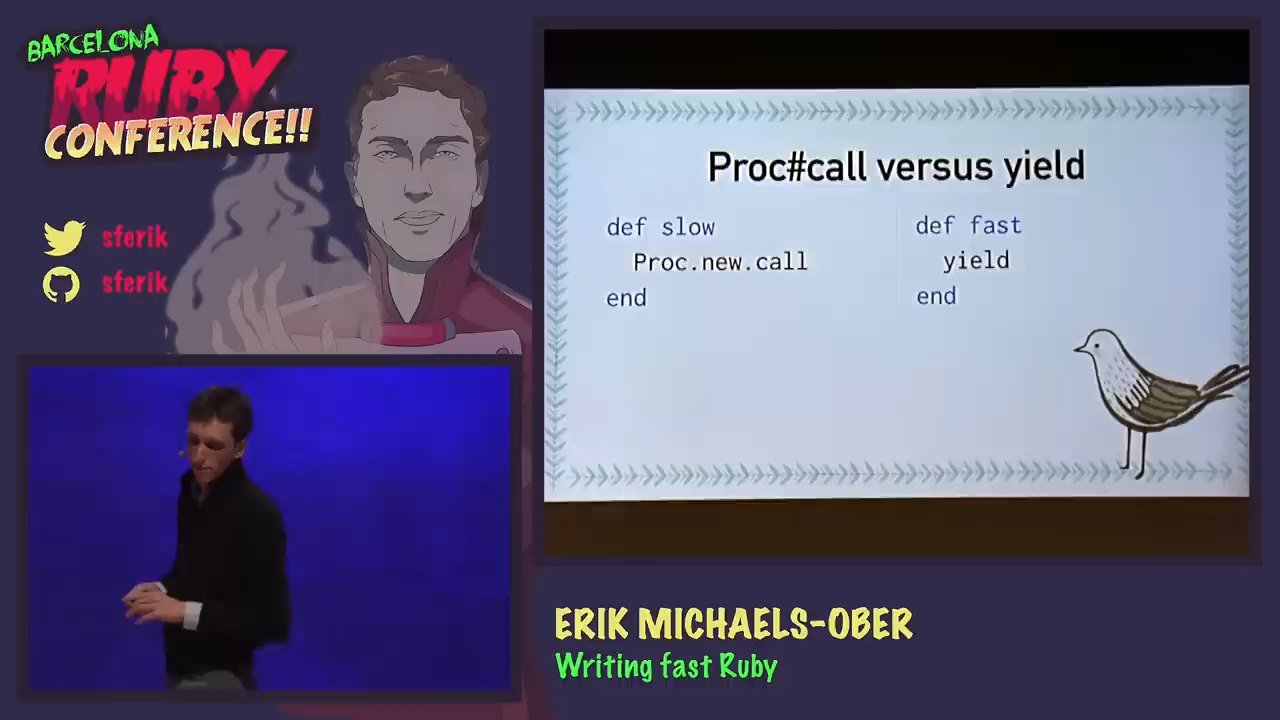 BARCELONA
RUBY
CONFERENCE!!
sferik
sferik
Proc#call versus yield
def slow
Proc.new.call
end
def fast
yield
end
ERIK MICHAELS-OBER
Writing fast Ruby